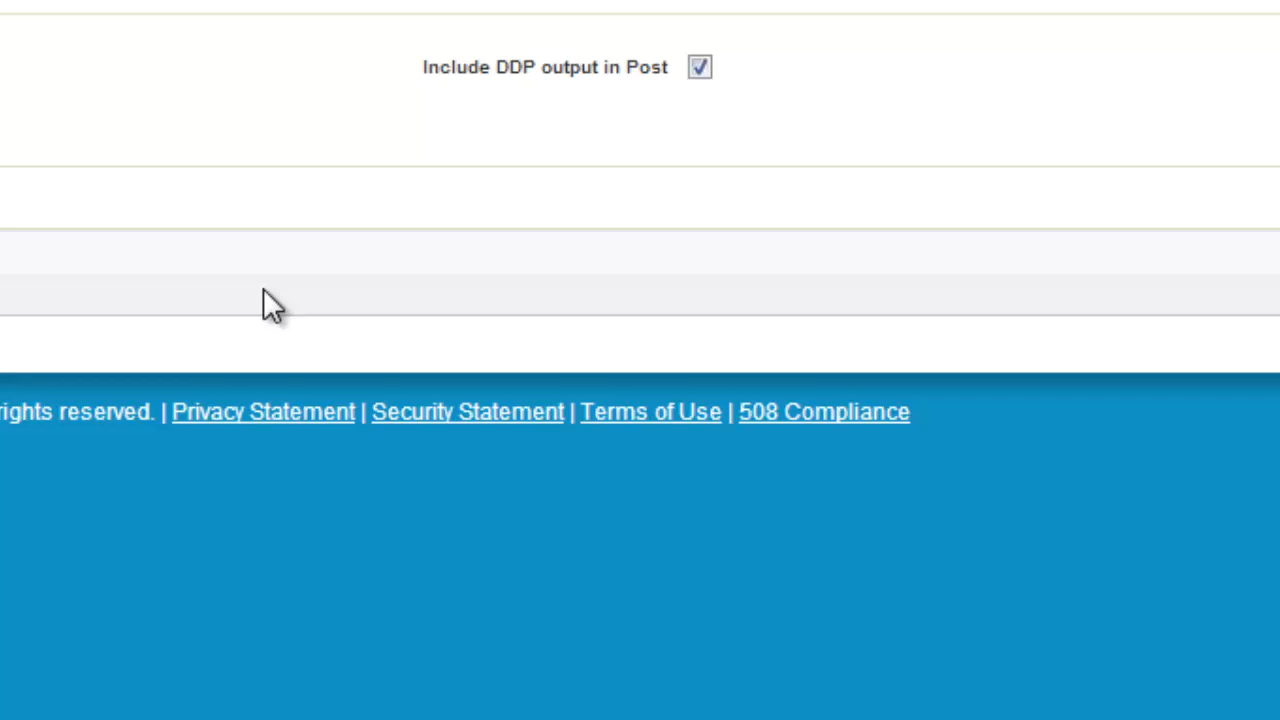 Include DDP output in Post
rights reserved. | Privacy Statement | Security Statement | Terms of Use | 508 Compliance